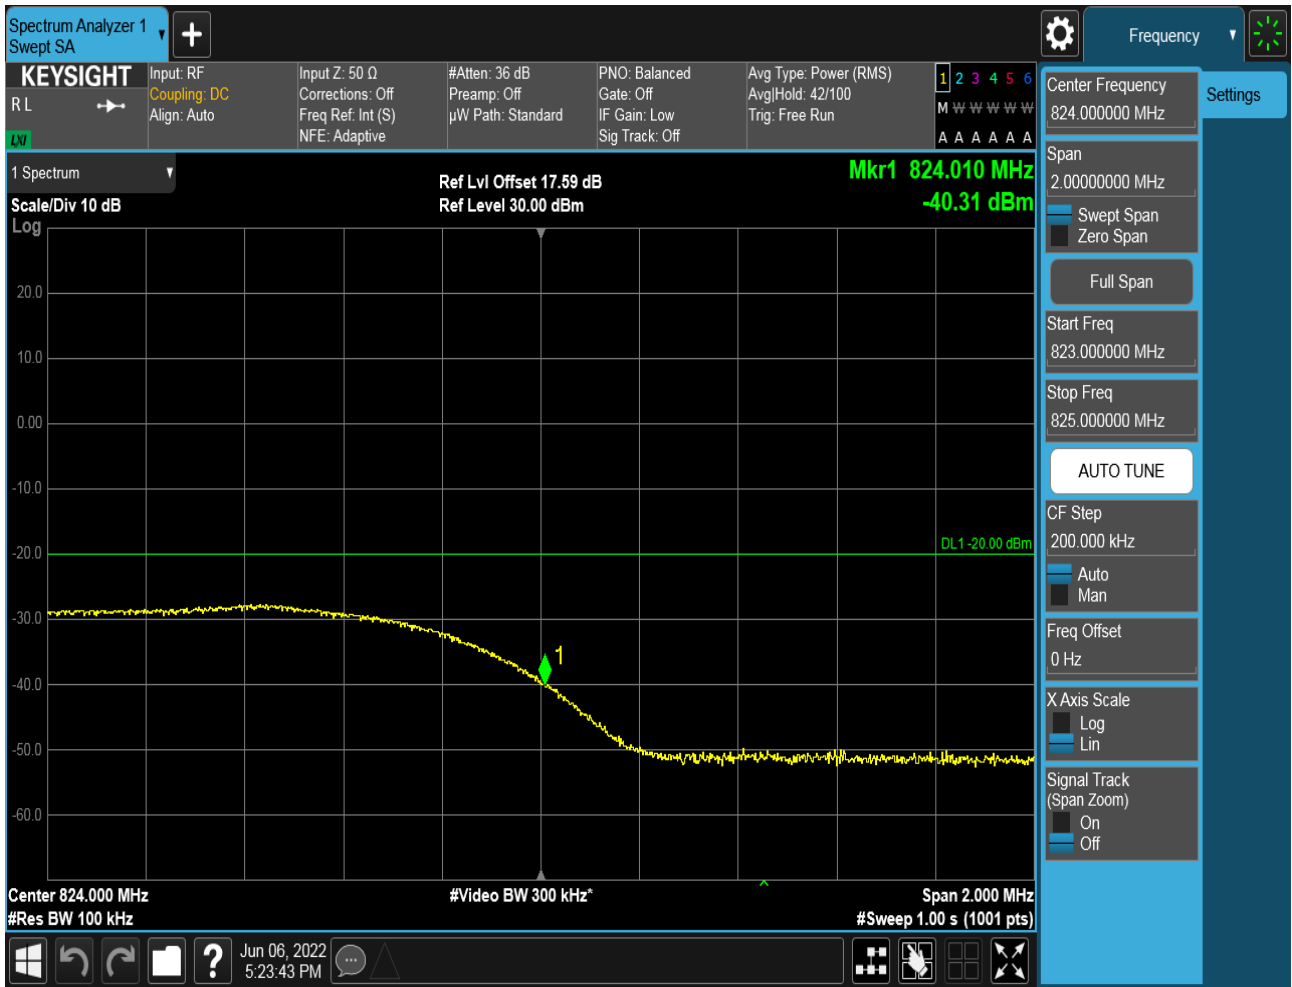 Spectrum Analyzer 1
Swept SA
Frequency
KEYSIGHT
R L
LXI
Input: RF
Coupling: DC
Align: Auto
Input Z: 50 Ω
Corrections: Off
Freq Ref: Int (S)
NFE: Adaptive
#Atten: 36 dB
Preamp: Off
µW Path: Standard
PNO: Balanced
Gate: Off
IF Gain: Low
Sig Track: Off
Avg Type: Power (RMS)
Avg|Hold: 42/100
Trig: Free Run
1 2 3 4 5 6
M W W W W W
A A A A A A
Center Frequency
824.000000 MHz
Settings
Span
2.00000000 MHz
Swept Span
Zero Span
Full Span
Start Freq
823.000000 MHz
Stop Freq
825.000000 MHz
AUTO TUNE
CF Step
200.000 kHz
Auto
Man
Freq Offset
0 Hz
X Axis Scale
Log
Lin
Signal Track
(Span Zoom)
On
Off
1 Spectrum
Scale/Div 10 dB
Log
Ref Lvl Offset 17.59 dB
Ref Level 30.00 dBm
Mkr1 824.010 MHz
-40.31 dBm
20.0
10.0
0.00
-10.0
-20.0
DL1 -20.00 dBm
-30.0
1
-40.0
-50.0
-60.0
Center 824.000 MHz
#Video BW 300 kHz*
Span 2.000 MHz
#Res BW 100 kHz
#Sweep 1.00 s (1001 pts)
?
Jun 06, 2022
5:23:43 PM